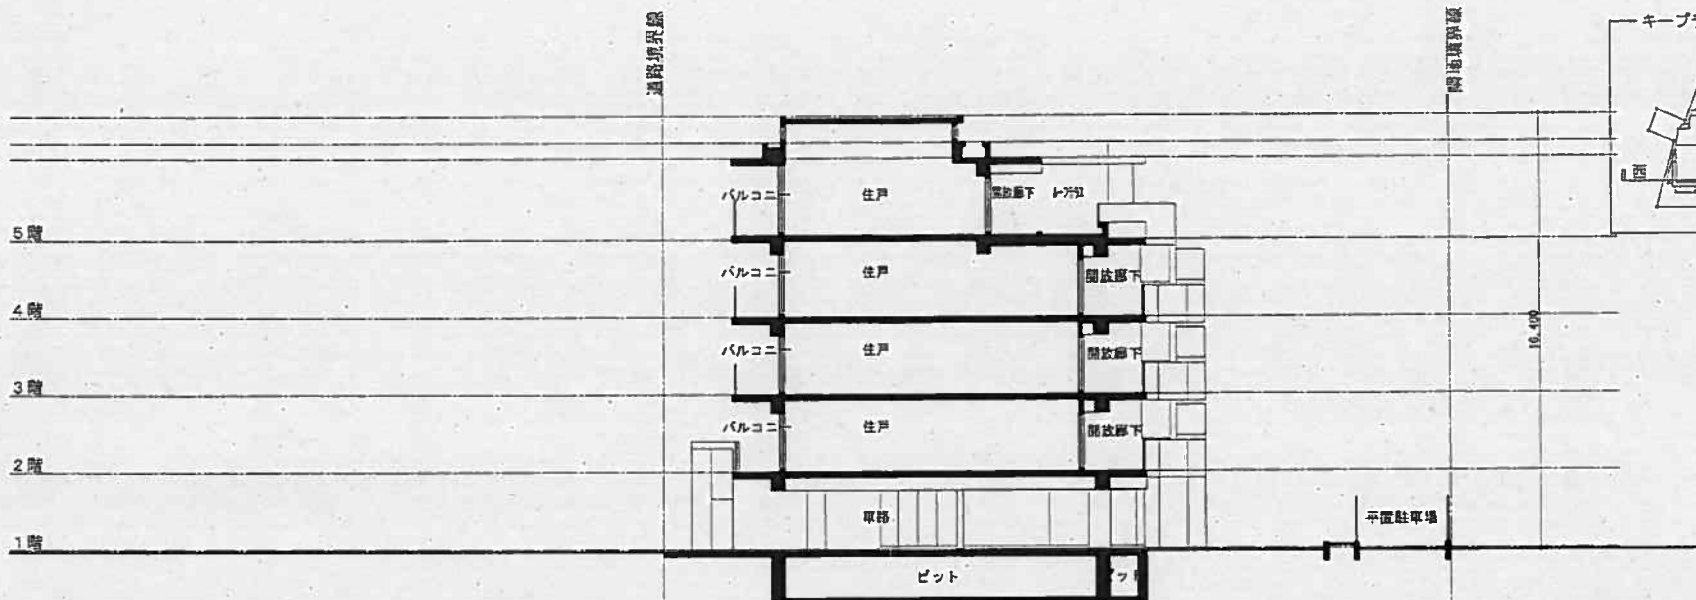 道路境界線
隣地境界線
キープ
西
バルコニー
住戸
開放廊下
ルーフテラス
5階
バルコニー
住戸
開放廊下
4階
バルコニー
住戸
開放廊下
16,400
3階
バルコニー
住戸
開放廊下
2階
車路
平置駐車場
1階
ピット
ピット